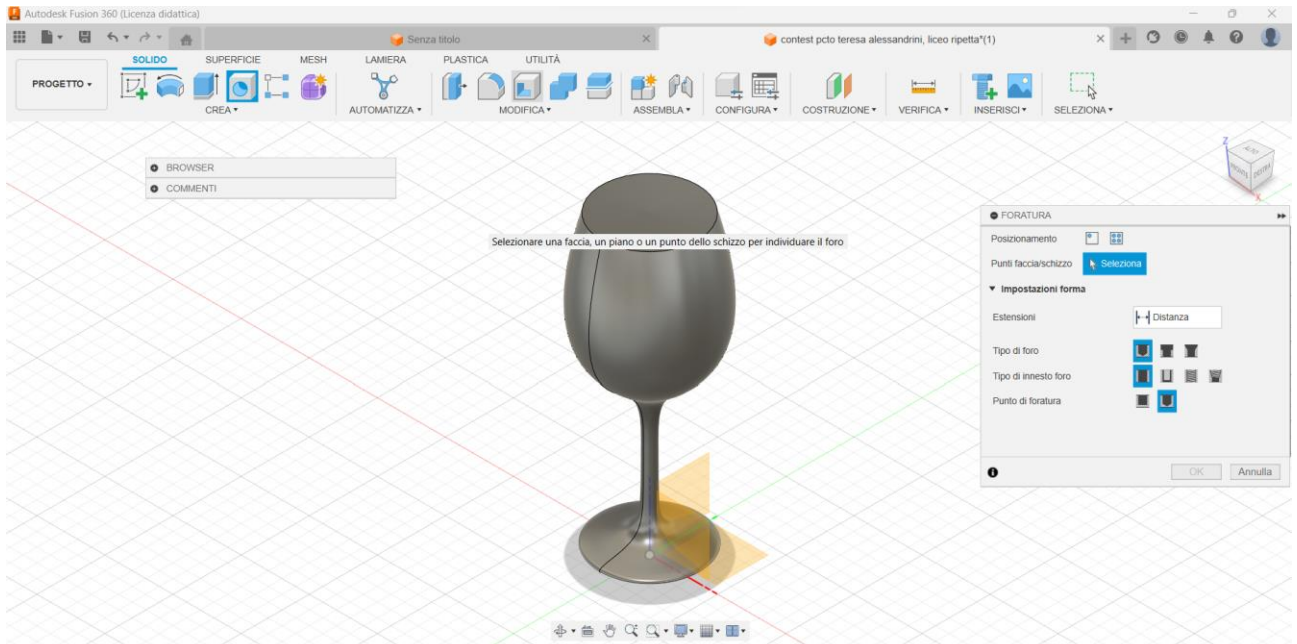 Autodesk Fusion 360 (Licenza didattica)
Senza titolo
contest pcto teresa alessandrini, liceo ripetta*(1)
SOLIDO SUPERFICIE MESH LAMIERA PLASTICA UTILITÀ
PROGETTO
CREA AUTOMATIZZA MODIFICA ASSEMBLA CONFIGURA COSTRUZIONE VERIFICA INSERISCI SELEZIONA
BROWSER
COMMENTI
Z
ALTO
FRONTE DESTRA
X
Selezionare una faccia, un piano o un punto dello schizzo per individuare il foro
FORATURA
Posizionamento
Punti faccia/schizzo Seleziona
Impostazioni forma
Estensioni Distanza
Tipo di foro
Tipo di innesto foro
Punto di foratura
OK Annulla